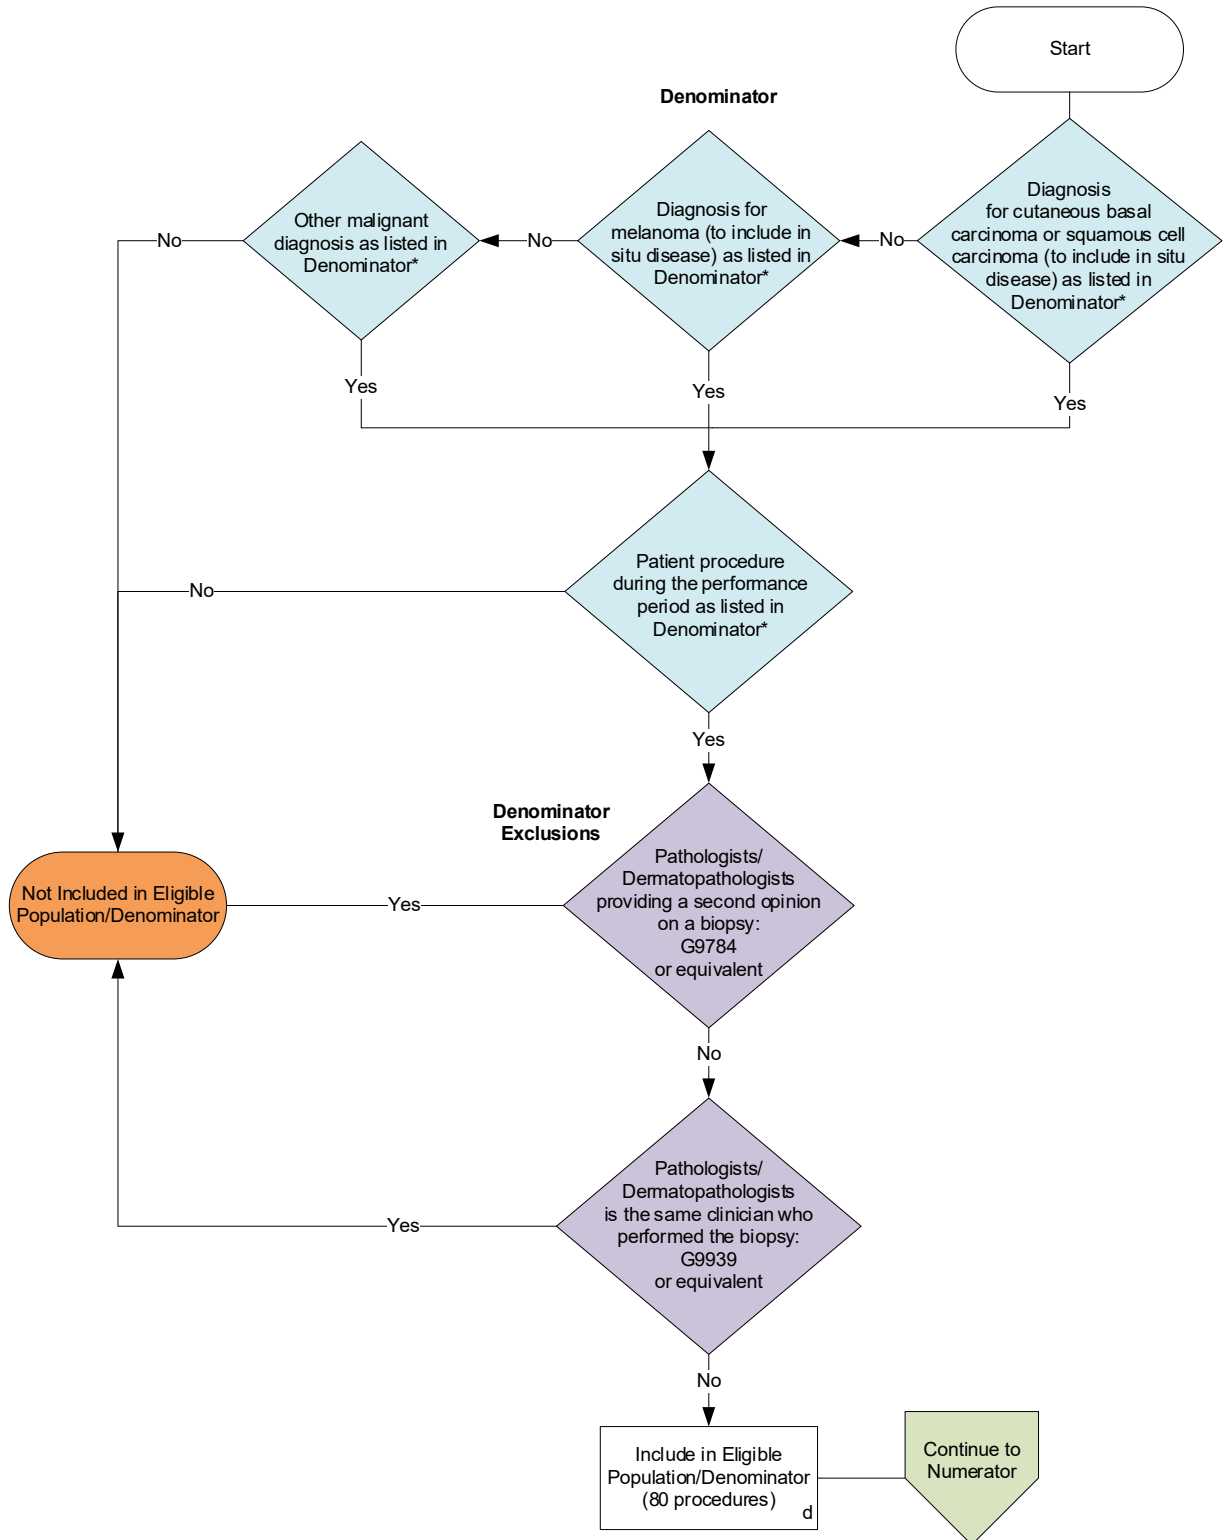 Start
Denominator
Diagnosis
for cutaneous basal
carcinoma or squamous cell
carcinoma (to include in situ
disease) as listed in
Denominator*
No
Diagnosis for
melanoma (to include in
situ disease) as listed in
Denominator*
No
Other malignant
diagnosis as listed in
Denominator*
No
Yes
Yes
Yes
Patient procedure
during the performance
period as listed in
Denominator*
No
Yes
Denominator
Exclusions
Pathologists/
Dermatopathologists
providing a second opinion
on a biopsy:
G9784
or equivalent
Yes
Not Included in Eligible
Population/Denominator
No
Pathologists/
Dermatopathologists
is the same clinician who
performed the biopsy:
G9939
or equivalent
Yes
No
Include in Eligible
Population/Denominator
(80 procedures)
d
Continue to
Numerator